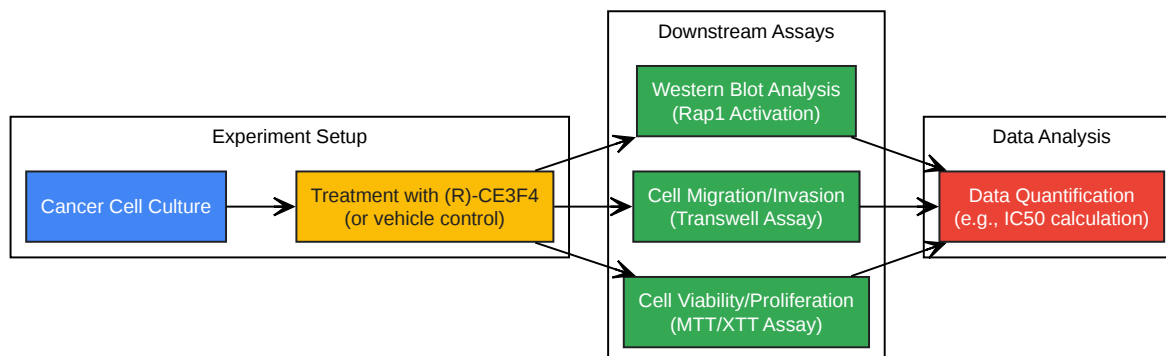 Experiment Setup
Cancer Cell Culture
Treatment with (R)-CE3F4
(or vehicle control)
Downstream Assays
Western Blot Analysis
(Rap1 Activation)
Cell Migration/Invasion
(Transwell Assay)
Cell Viability/Proliferation
(MTT/XTT Assay)
Data Analysis
Data Quantification
(e.g., IC50 calculation)